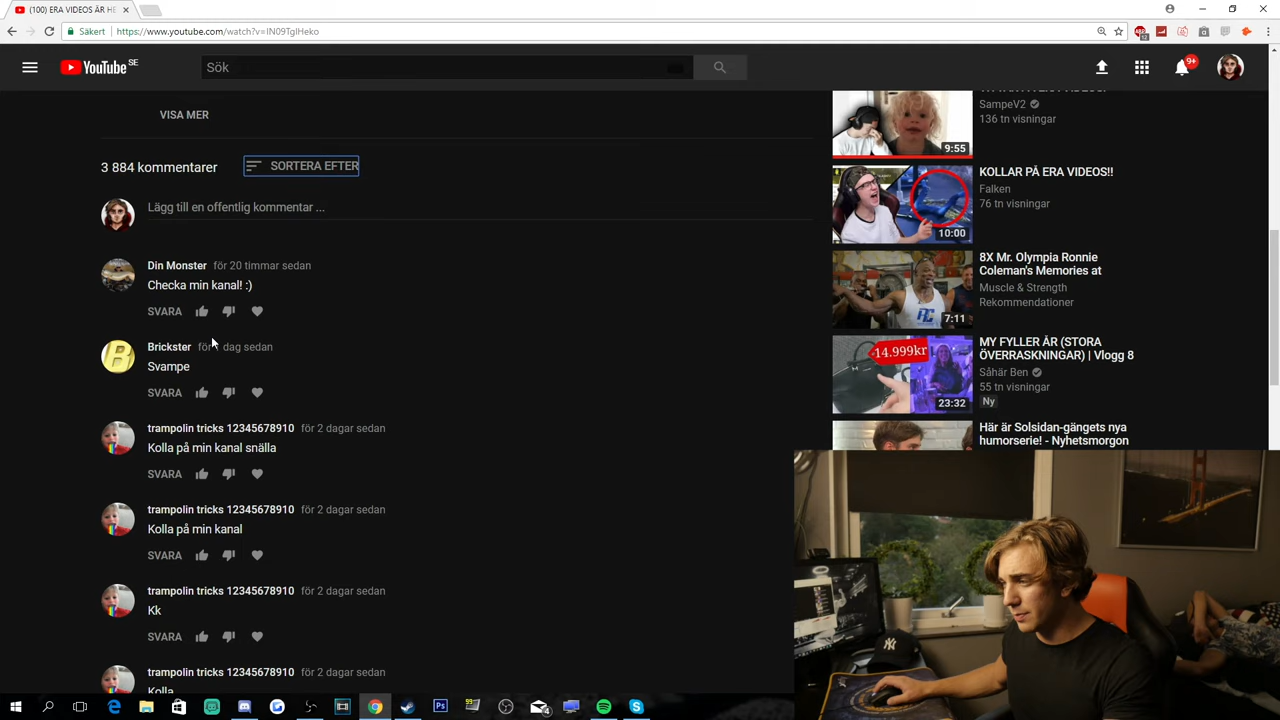 (100) ERA VIDEOS ÄR HE
Säkert
https://www.youtube.com/watch?v=IN09TglHeko
YouTube SE
Sök
9+
VISA MER
3 884 kommentarer
SORTERA EFTER
Lägg till en offentlig kommentar ...
Din Monster för 20 timmar sedan
Checka min kanal! :)
SVARA
Brickster för dag sedan
Svampe
SVARA
trampolin tricks 12345678910 för 2 dagar sedan
Kolla på min kanal snälla
SVARA
trampolin tricks 12345678910 för 2 dagar sedan
Kolla på min kanal
SVARA
trampolin tricks 12345678910 för 2 dagar sedan
Kk
SVARA
trampolin tricks 12345678910 för 2 dagar sedan
Kolla
SampeV2
136 tn visningar
9:55
KOLLAR PÅ ERA VIDEOS!!
Falken
76 tn visningar
10:00
8X Mr. Olympia Ronnie
Coleman's Memories at
Muscle & Strength
Rekommendationer
7:11
MY FYLLER ÅR (STORA
ÖVERRASKNINGAR) | Vlogg 8
Såhär Ben
55 tn visningar
Ny
-14.999kr
23:32
Här är Solsidan-gängets nya
humorserie! - Nyhetsmorgon